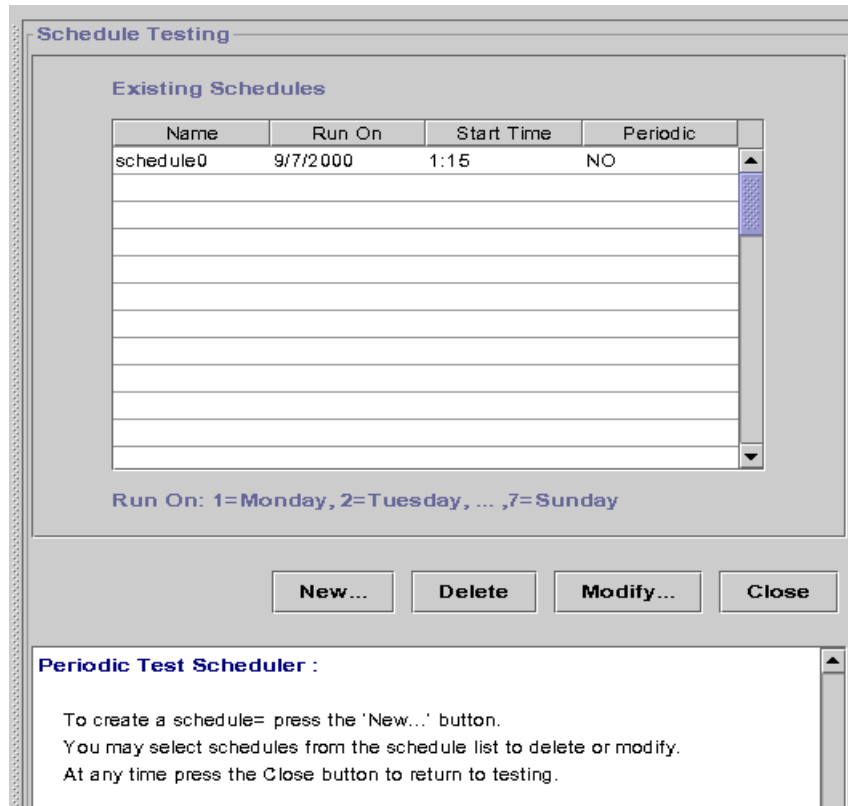 Schedule Testing
Existing Schedules
Name Run On Start Time Periodic
schedule0 9/7/2000 1:15 NO
Run On: 1=Monday, 2=Tuesday, ... ,7=Sunday
New... Delete Modify... Close
Periodic Test Scheduler :
To create a schedule= press the 'New...' button.
You may select schedules from the schedule list to delete or modify.
At any time press the Close button to return to testing.